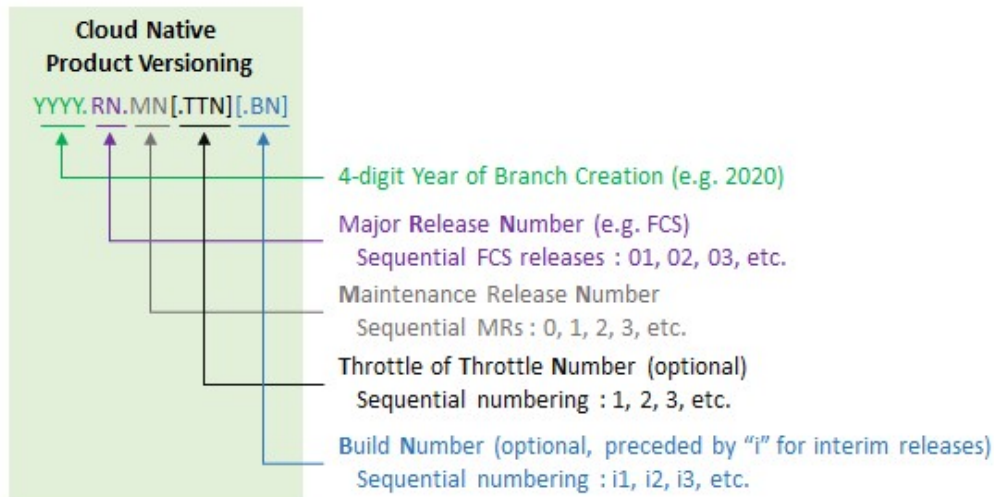 Cloud Native
Product Versioning
YYYY.RN.MN[.TTN][.BN]
4-digit Year of Branch Creation (e.g. 2020)
Major Release Number (e.g. FCS)
Sequential FCS releases : 01, 02, 03, etc.
Maintenance Release Number
Sequential MRs : 0, 1, 2, 3, etc.
Throttle of Throttle Number (optional)
Sequential numbering : 1, 2, 3, etc.
Build Number (optional, preceded by “i” for interim releases)
Sequential numbering : i1, i2, i3, etc.